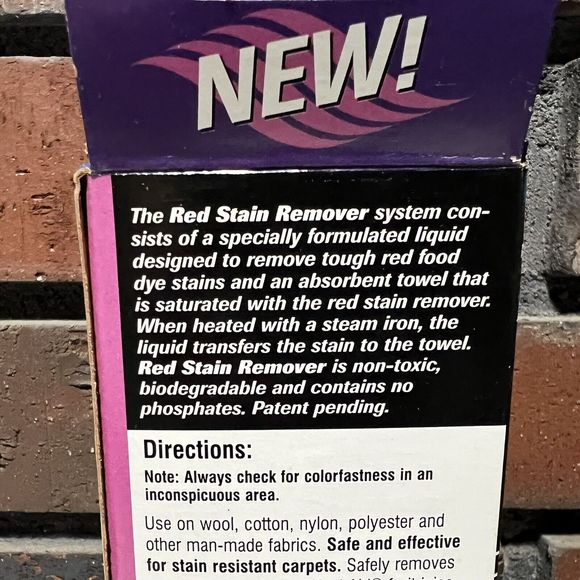 NEW!
The Red Stain Remover system con-
sists of a specially formulated liquid
designed to remove tough red food
dye stains and an absorbent towel that
is saturated with the red stain remover.
When heated with a steam iron, the
liquid transfers the stain to the towel.
Red Stain Remover is non-toxic,
biodegradable and contains no
phosphates. Patent pending.
Directions:
Note: Always check for colorfastness in an
inconspicuous area.
Use on wool, cotton, nylon, polyester and
other man-made fabrics. Safe and effective
for stain resistant carpets. Safely removes